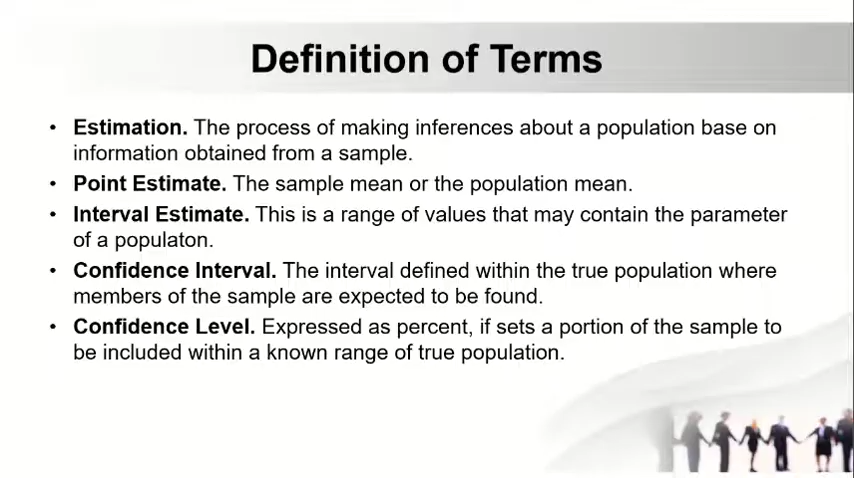 Definition of Terms
• Estimation. The process of making inferences about a population base on
information obtained from a sample.
• Point Estimate. The sample mean or the population mean.
• Interval Estimate. This is a range of values that may contain the parameter
of a populaton.
• Confidence Interval. The interval defined within the true population where
members of the sample are expected to be found.
• Confidence Level. Expressed as percent, if sets a portion of the sample to
be included within a known range of true population.